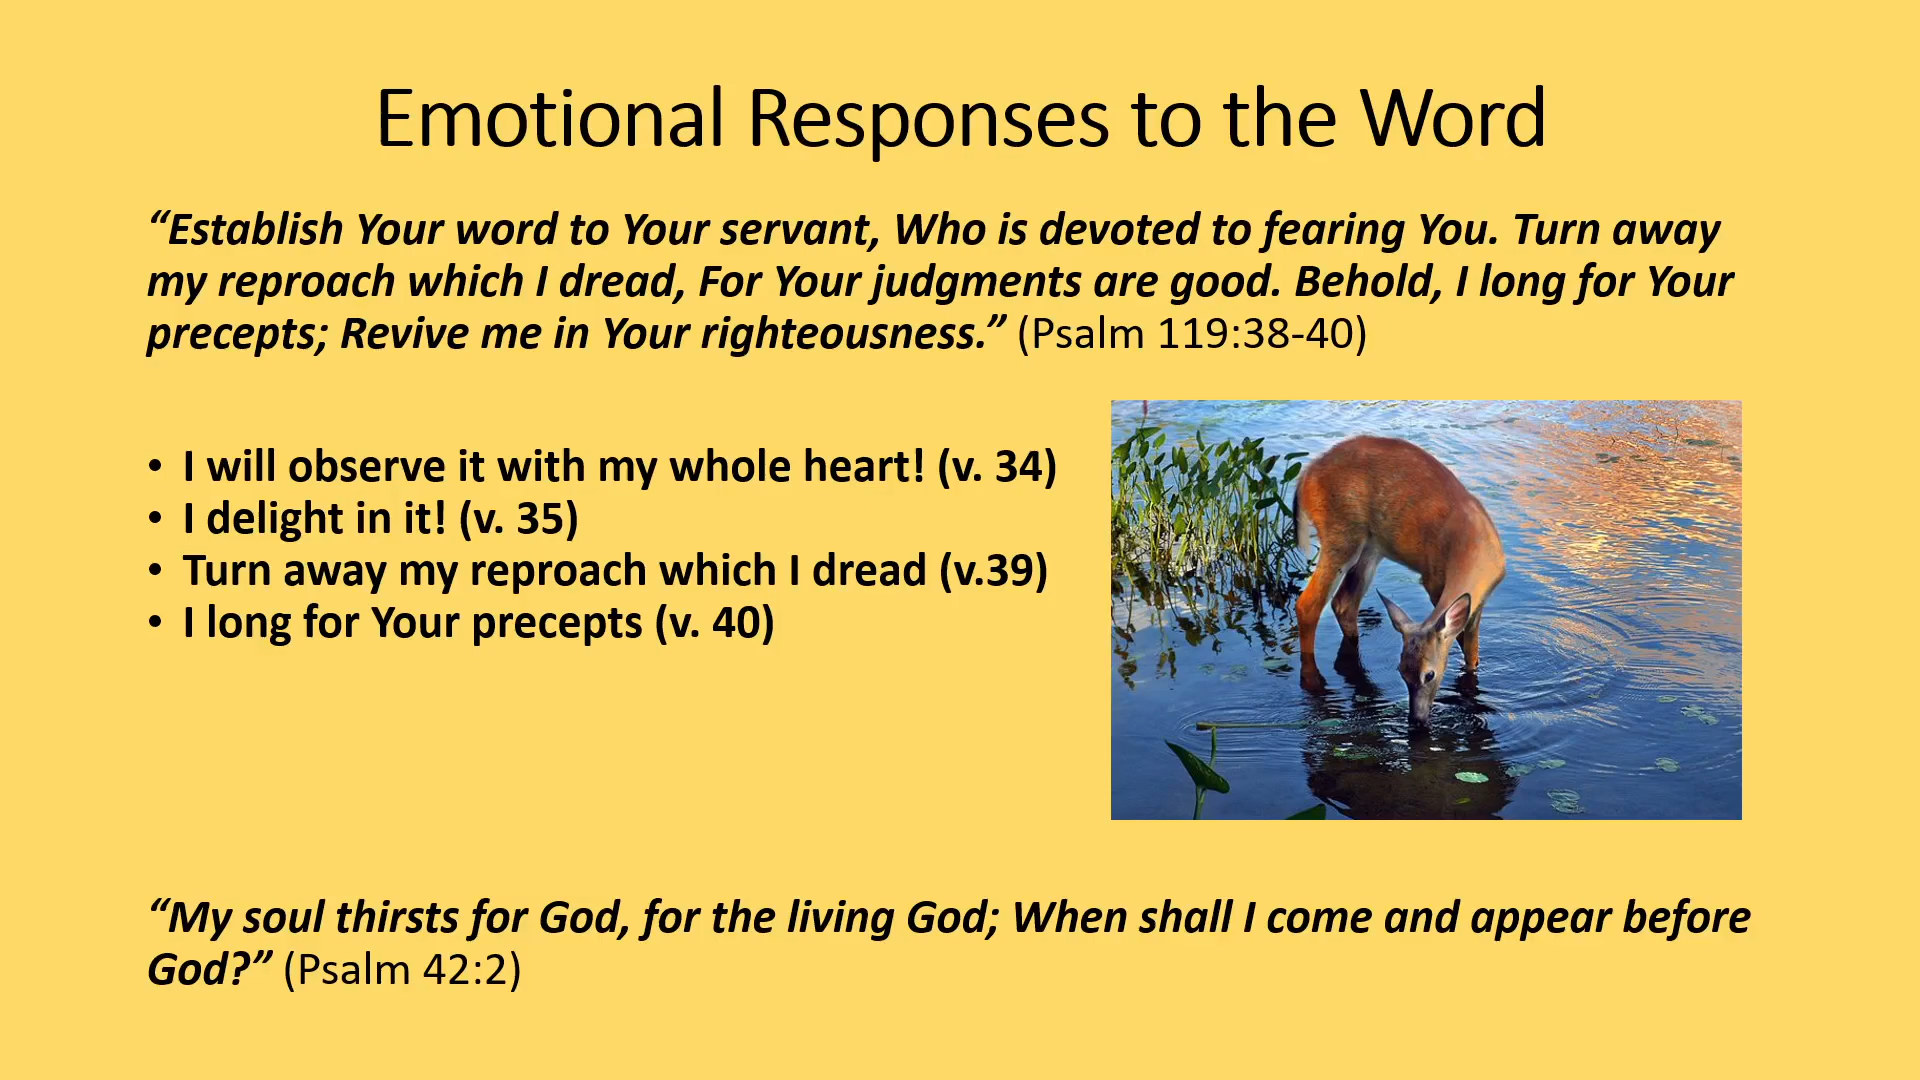 Emotional Responses to the Word
“Establish Your word to Your servant, Who is devoted to fearing You. Turn away
my reproach which I dread, For Your judgments are good. Behold, I long for Your
precepts; Revive me in Your righteousness.” (Psalm 119:38-40)
• I will observe it with my whole heart! (v. 34)
• I delight in it! (v. 35)
• Turn away my reproach which I dread (v.39)
• I long for Your precepts (v. 40)
“My soul thirsts for God, for the living God; When shall I come and appear before
God?” (Psalm 42:2)